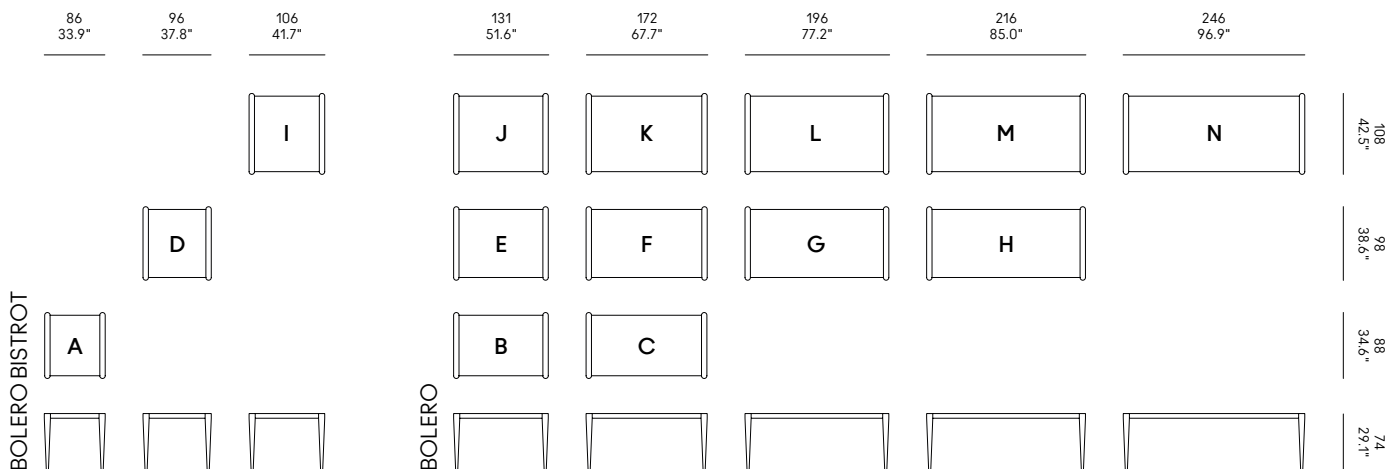 86
33.9"
96
37.8"
106
41.7"
131
51.6"
172
67.7"
196
77.2"
216
85.0"
246
96.9"
I
J
K
L
M
N
108
42.5"
D
E
F
G
H
98
38.6"
A
B
C
88
34.6"
BOLERO BISTROT
BOLERO
74
29.1"